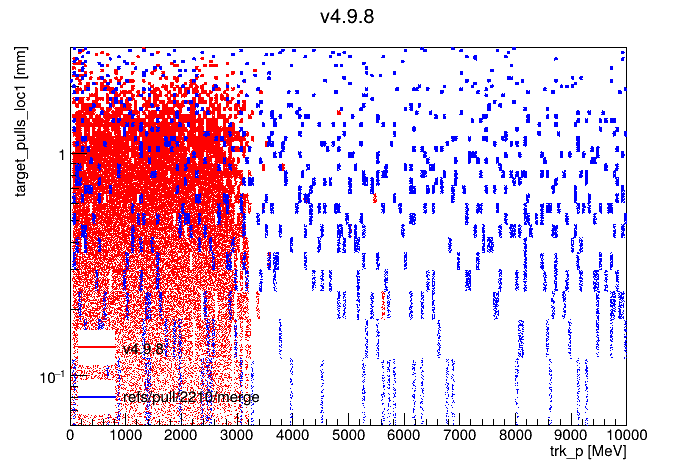 v4.9.8
target_pulls_loc1 [mm]
1
10⁻¹
v4.9.8
refs/pull/2210/merge
0 1000 2000 3000 4000 5000 6000 7000 8000 9000 10000
trk_p [MeV]